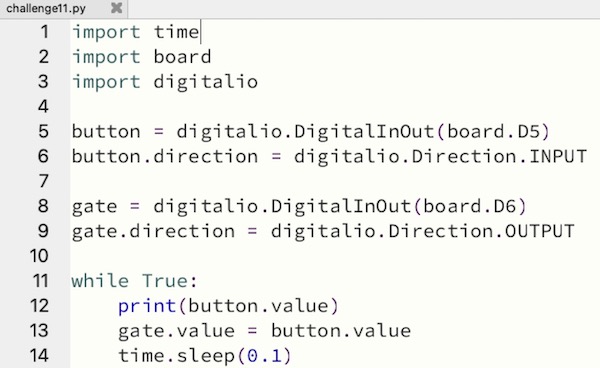 challenge11.py
1 import time
2 import board
3 import digitalio
4
5 button = digitalio.DigitalInOut(board.D5)
6 button.direction = digitalio.Direction.INPUT
7
8 gate = digitalio.DigitalInOut(board.D6)
9 gate.direction = digitalio.Direction.OUTPUT
10
11 while True:
12     print(button.value)
13     gate.value = button.value
14     time.sleep(0.1)